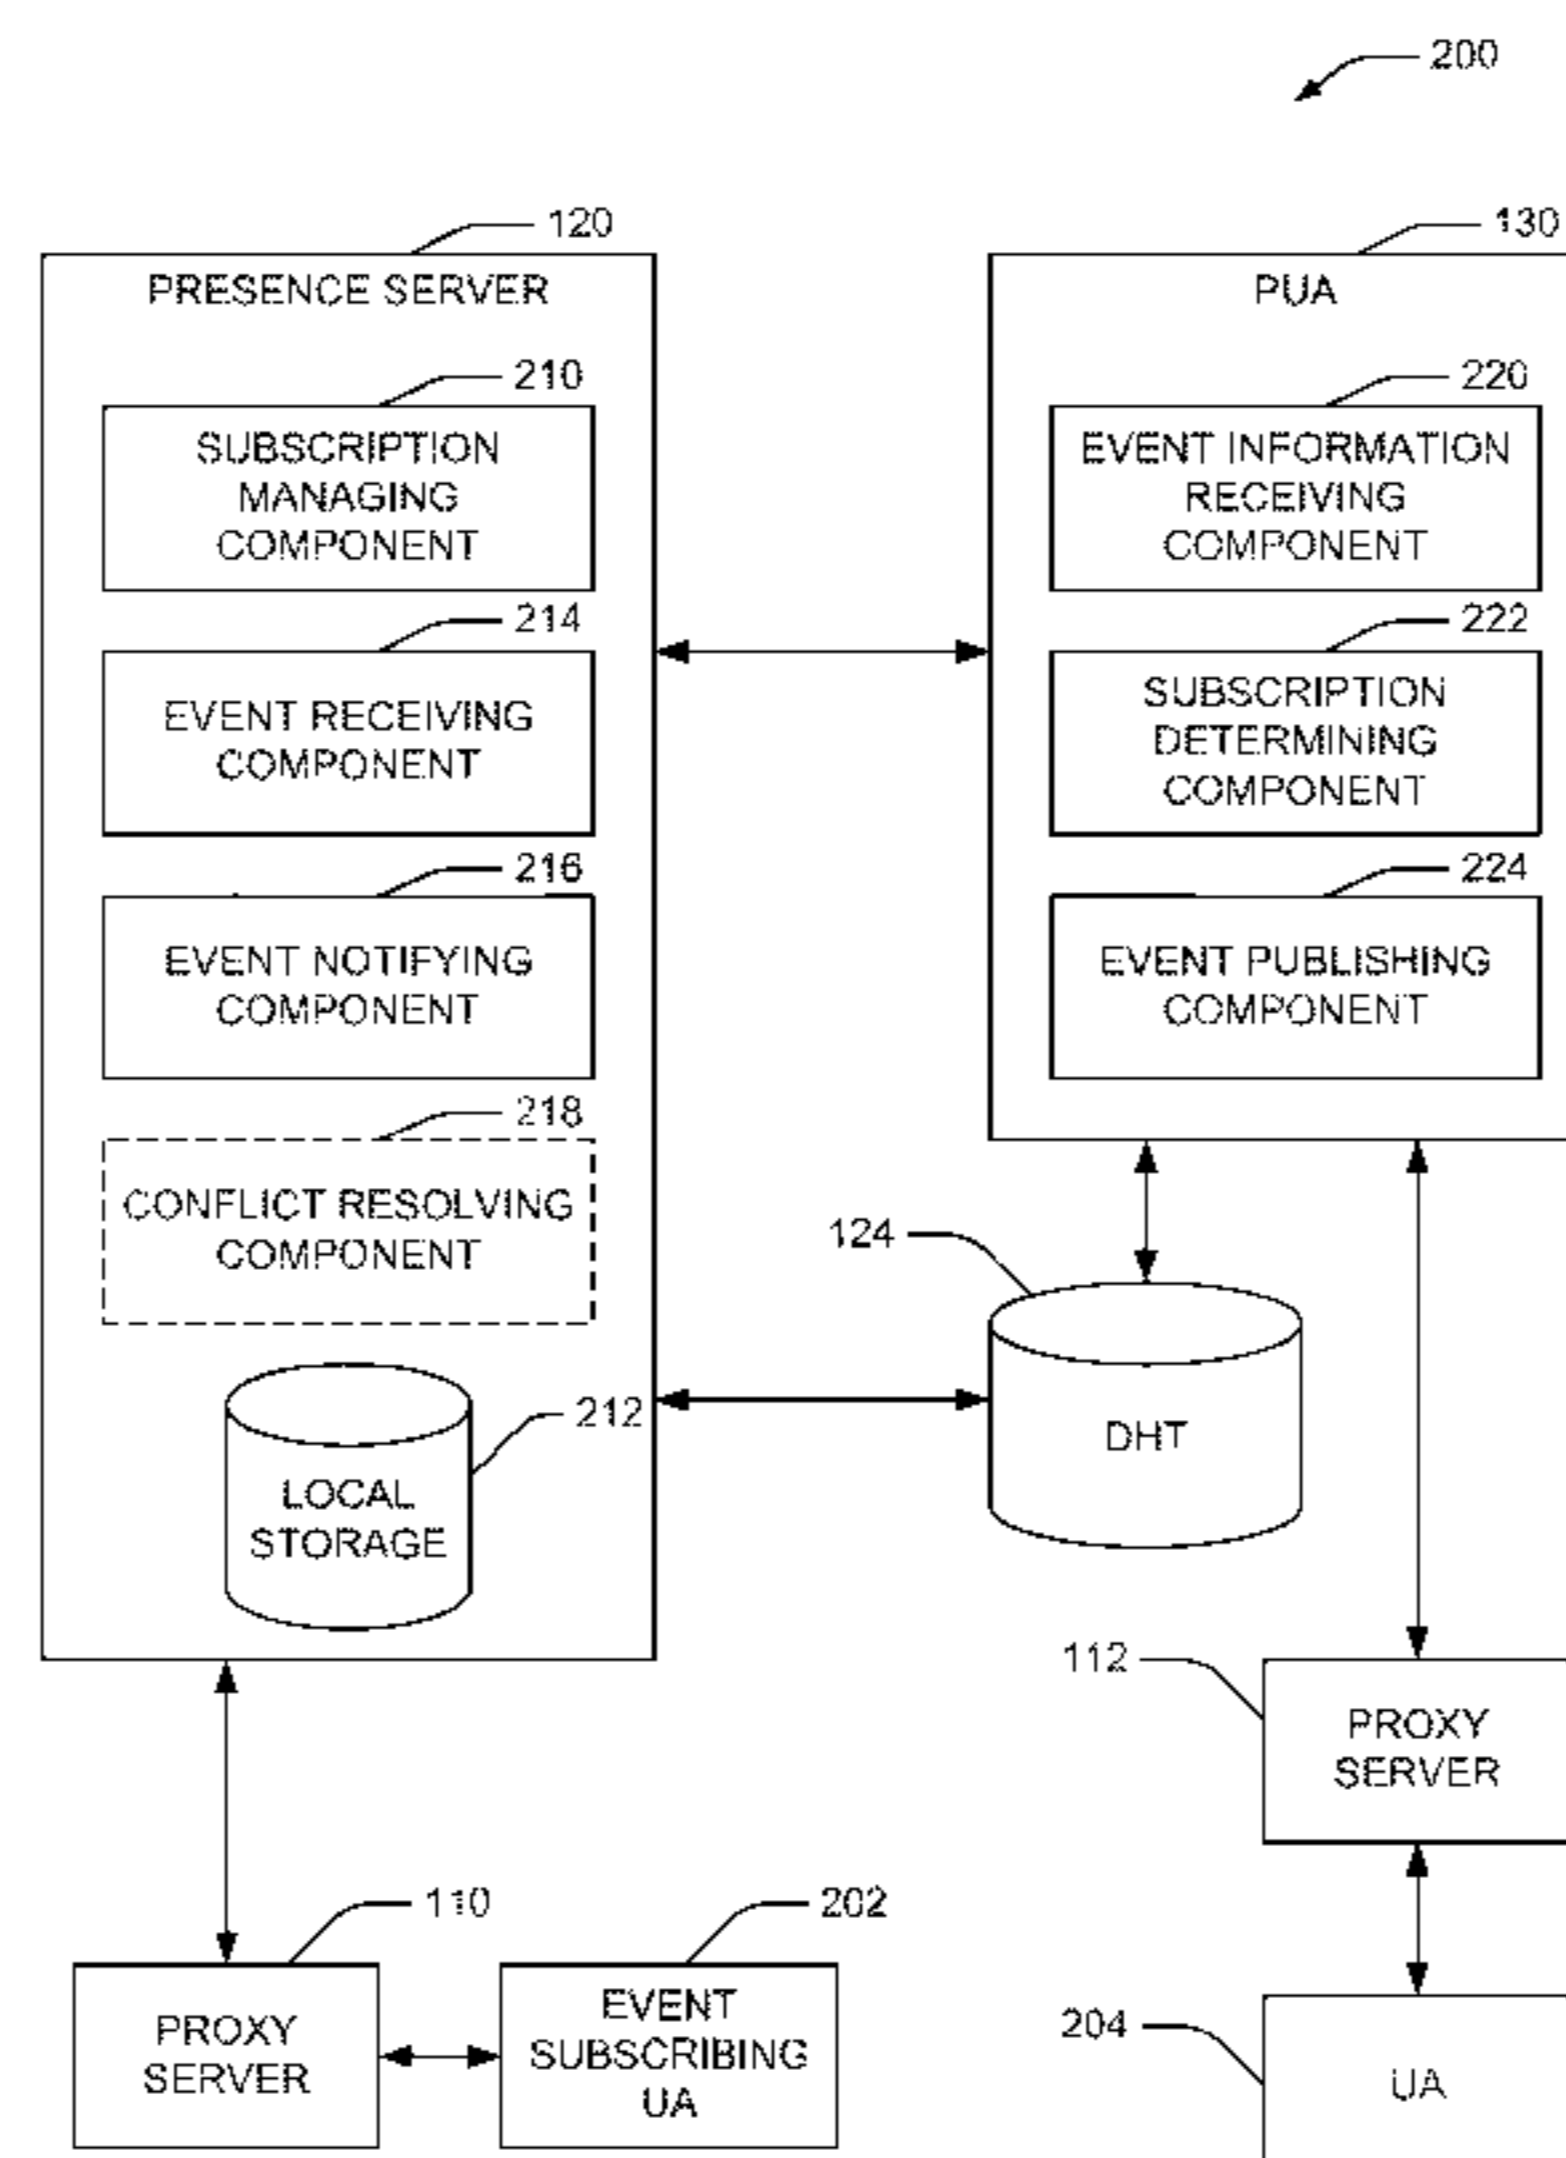 200
120
PRESENCE SERVER
210
SUBSCRIPTION
MANAGING
COMPONENT
214
EVENT RECEIVING
COMPONENT
216
EVENT NOTIFYING
COMPONENT
218
CONFLICT RESOLVING
COMPONENT
212
LOCAL
STORAGE
130
PUA
220
EVENT INFORMATION
RECEIVING
COMPONENT
222
SUBSCRIPTION
DETERMINING
COMPONENT
224
EVENT PUBLISHING
COMPONENT
124
DHT
112
PROXY
SERVER
110
PROXY
SERVER
202
EVENT
SUBSCRIBING
UA
204
UA